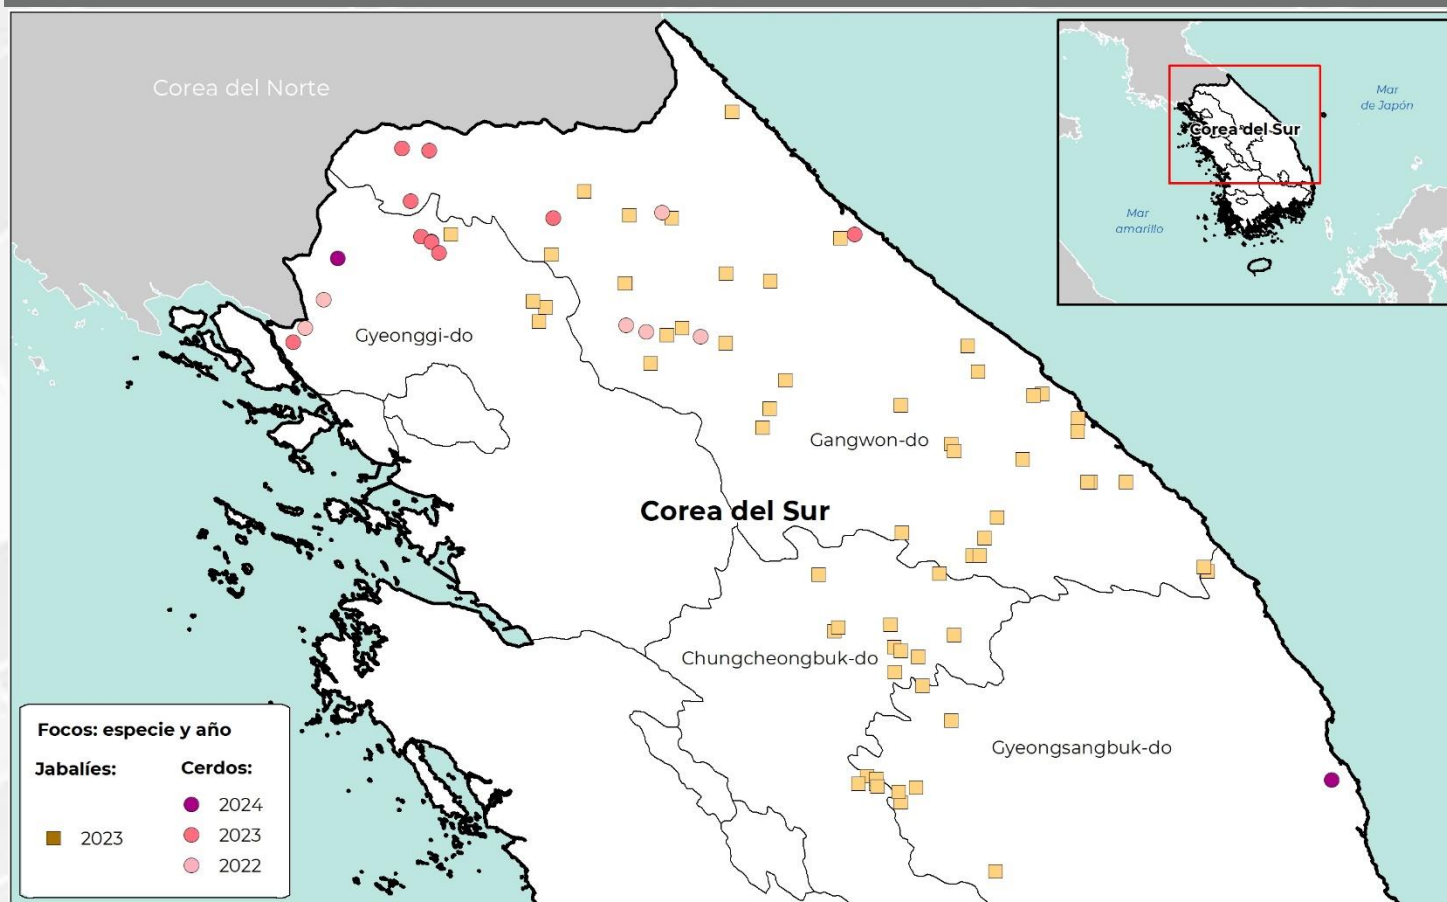 Corea del Norte
Mar
de Japón
Corea del Sur
Mar
amarillo
Gyeonggi-do
Gangwon-do
Corea del Sur
Chungcheongbuk-do
Gyeongsangbuk-do
Focos: especie y año
Jabalíes:
Cerdos:
2024
2023
2023
2022